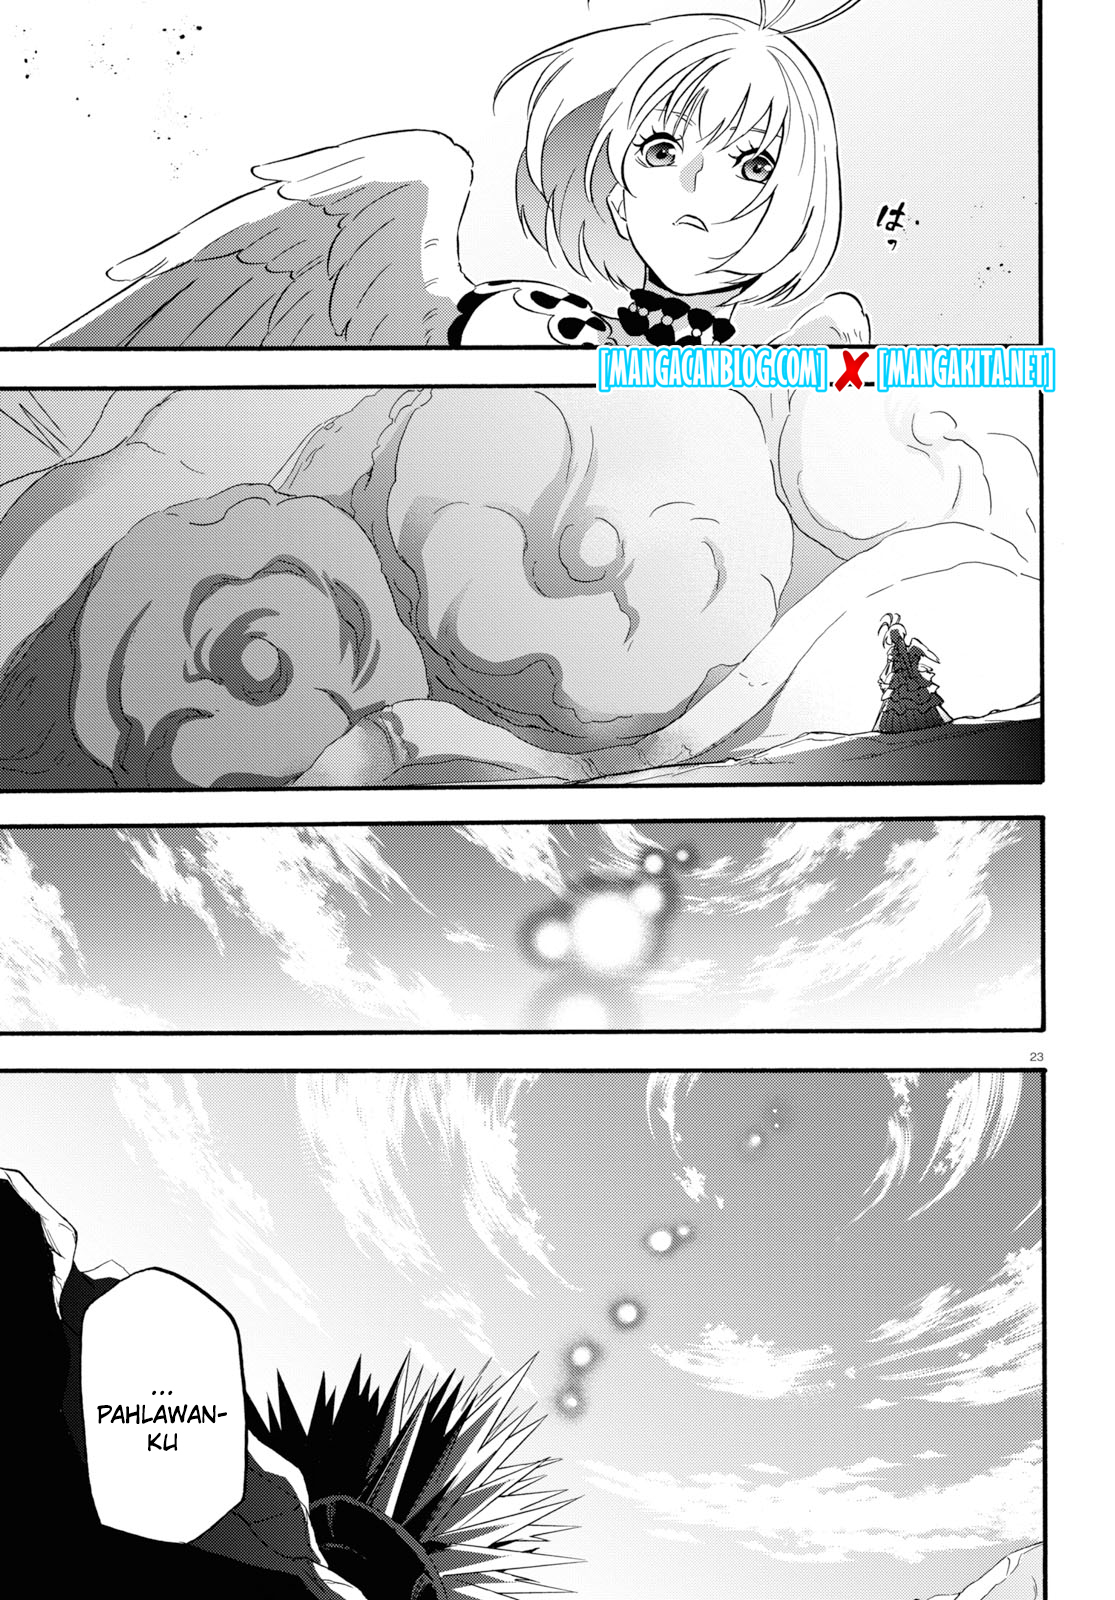 はっ
[MANGACANBLOG.COM] X [MANGAKITA.NET]
23
...
PAHLAWAN-
KU